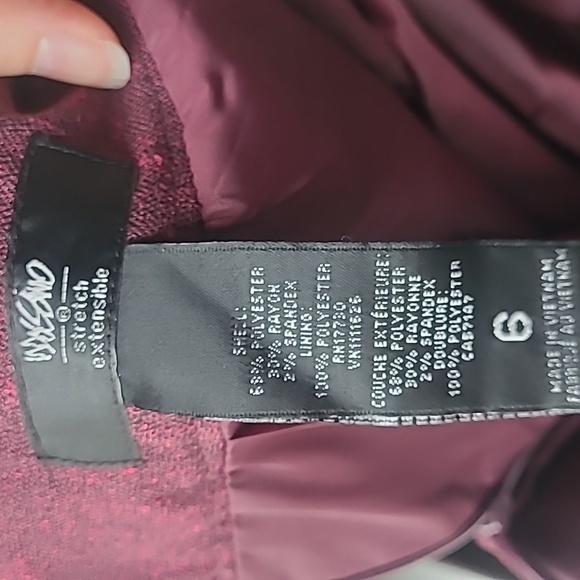 MOSSIMO
®
stretch
extensible
SHELL:
68% POLYESTER
30% RAYON
2% SPANDEX
LINING:
100% POLYESTER
RN17730
VN1111626
COUCHE EXTÉRIEURE:
68% POLYESTER
30% RAYONNE
2% SPANDEX
DOUBLURE:
100% POLYESTER
CA57147
6
MADE IN VIETNAM
AU VIETNAM